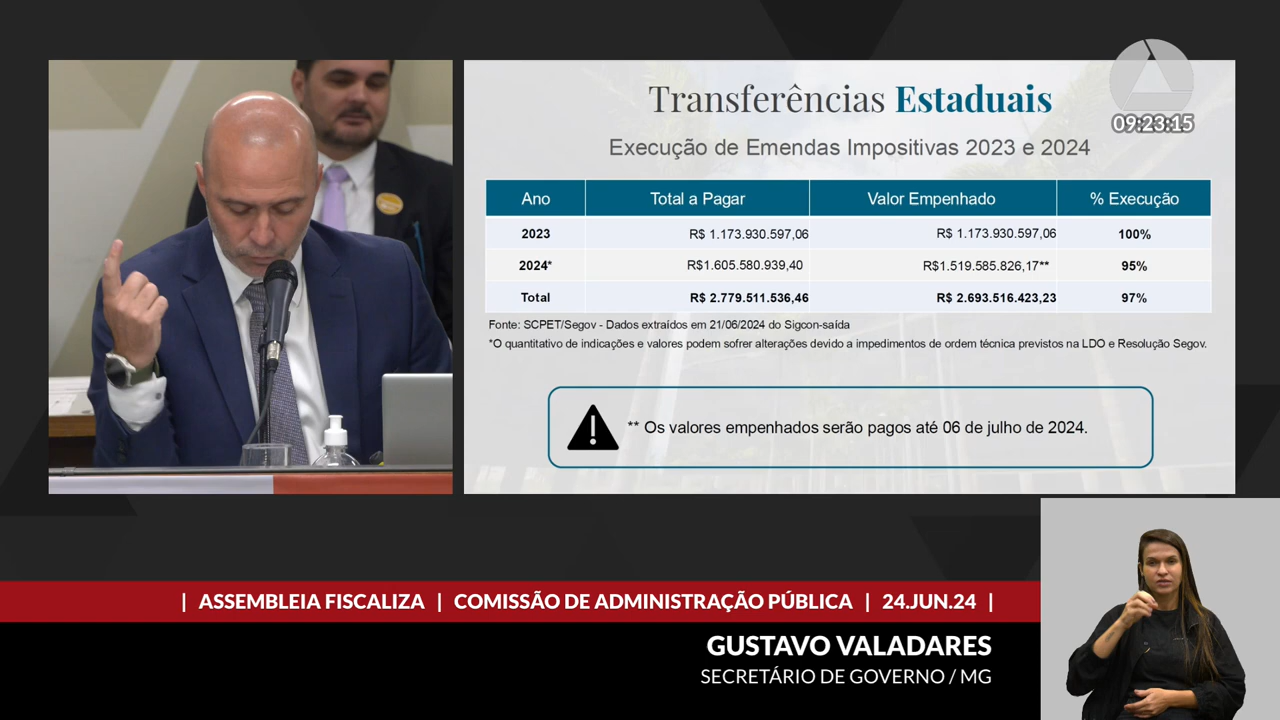 Transferências Estaduais
09:23:15
Execução de Emendas Impositivas 2023 e 2024
Ano Total a Pagar Valor Empenhado % Execução
2023 R$ 1.173.930.597,06 R$ 1.173.930.597,06 100%
2024* R$1.605.580.939,40 R$1.519.585.826,17** 95%
Total R$ 2.779.511.536,46 R$ 2.693.516.423,23 97%
Fonte: SCPET/Segov - Dados extraídos em 21/06/2024 do Sigcon-saída
*O quantitativo de indicações e valores podem sofrer alterações devido a impedimentos de ordem técnica previstos na LDO e Resolução Segov.
** Os valores empenhados serão pagos até 06 de julho de 2024.
| ASSEMBLEIA FISCALIZA | COMISSÃO DE ADMINISTRAÇÃO PÚBLICA | 24.JUN.24 |
GUSTAVO VALADARES
SECRETÁRIO DE GOVERNO / MG